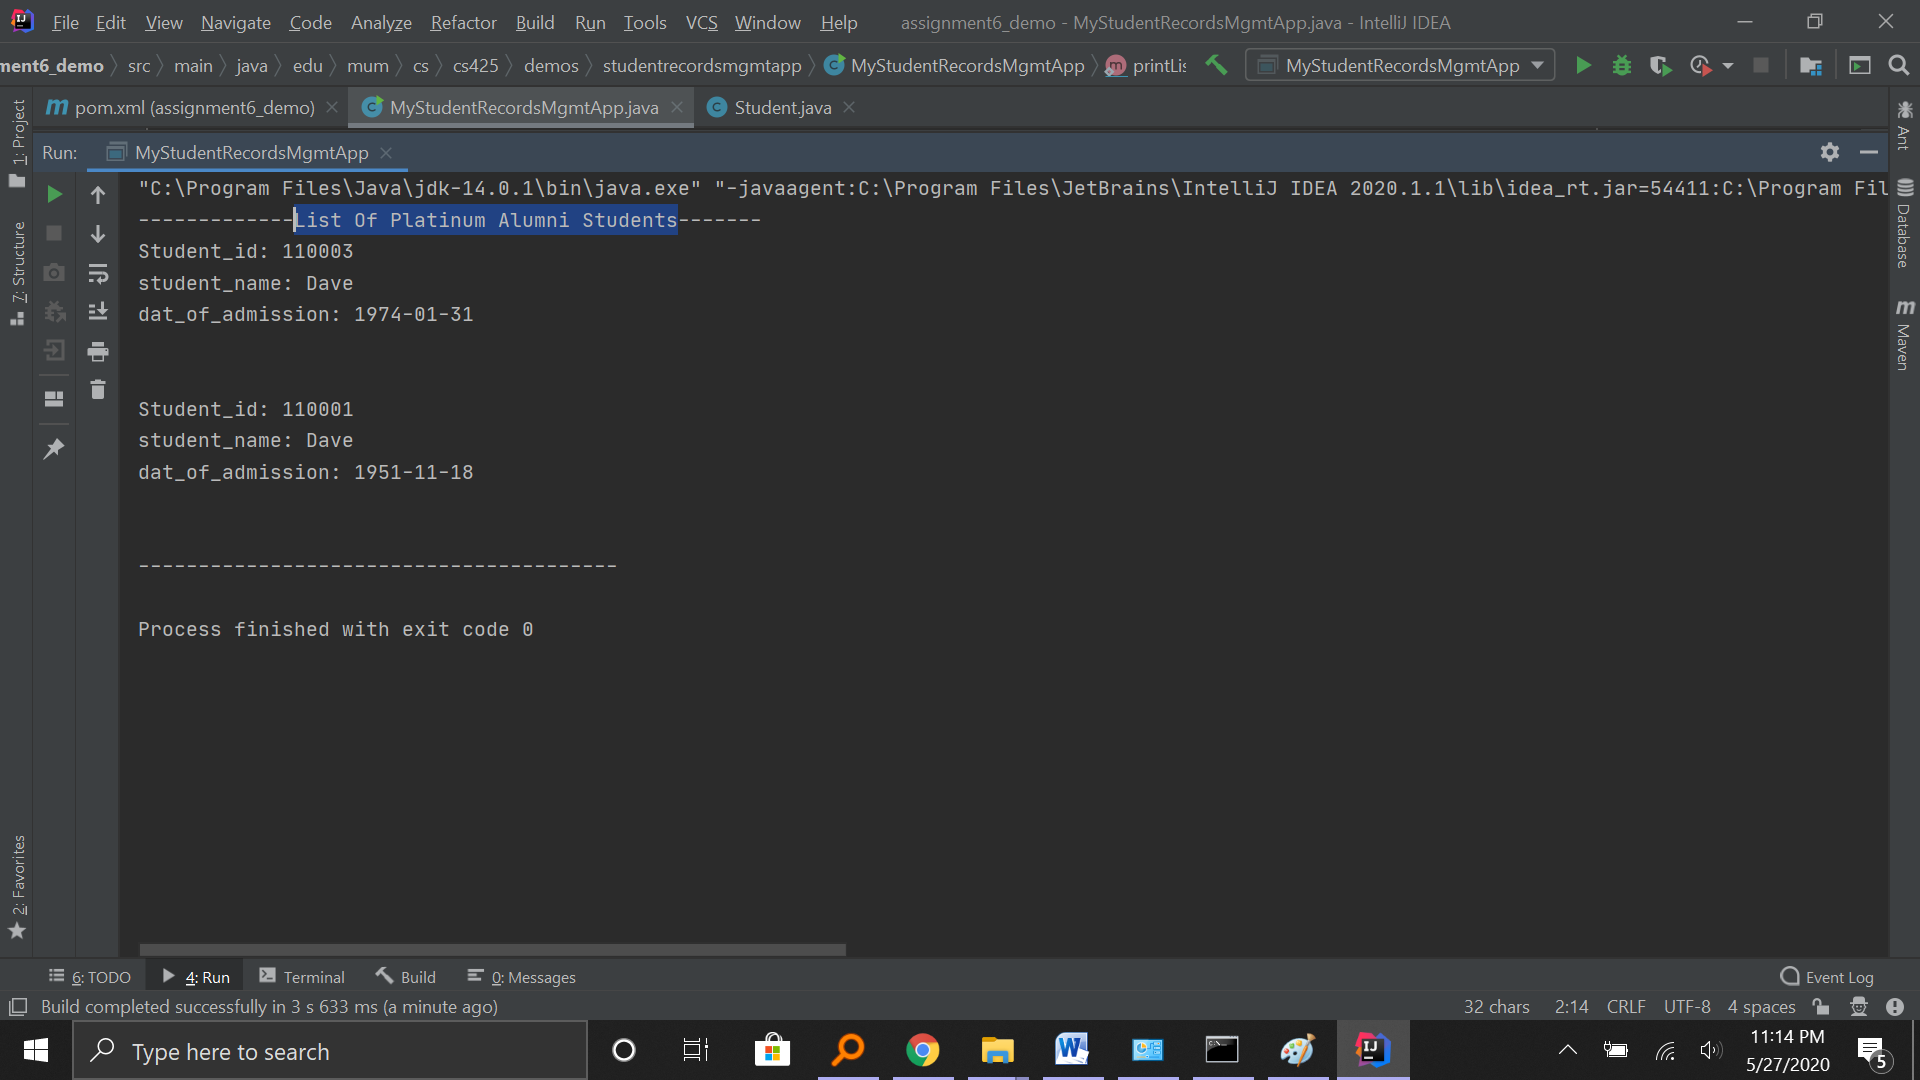 File Edit View Navigate Code Analyze Refactor Build Run Tools VCS Window Help assignment6_demo - MyStudentRecordsMgmtApp.java - IntelliJ IDEA
ment6_demo src main java edu mum cs cs425 demos studentrecordsmgmtapp MyStudentRecordsMgmtApp printLis MyStudentRecordsMgmtApp
pom.xml (assignment6_demo) MyStudentRecordsMgmtApp.java Student.java
Run: MyStudentRecordsMgmtApp
"C:\Program Files\Java\jdk-14.0.1\bin\java.exe" "-javaagent:C:\Program Files\JetBrains\IntelliJ IDEA 2020.1.1\lib\idea_rt.jar=54411:C:\Program Fil
-------------List Of Platinum Alumni Students-------
Student_id: 110003
student_name: Dave
dat_of_admission: 1974-01-31
Student_id: 110001
student_name: Dave
dat_of_admission: 1951-11-18
----------------------------------------
Process finished with exit code 0
1: Project
7: Structure
2: Favorites
Ant
Database
Maven
6: TODO 4: Run Terminal Build 0: Messages Event Log
Build completed successfully in 3 s 633 ms (a minute ago) 32 chars 2:14 CRLF UTF-8 4 spaces
Type here to search
11:14 PM
5/27/2020
5